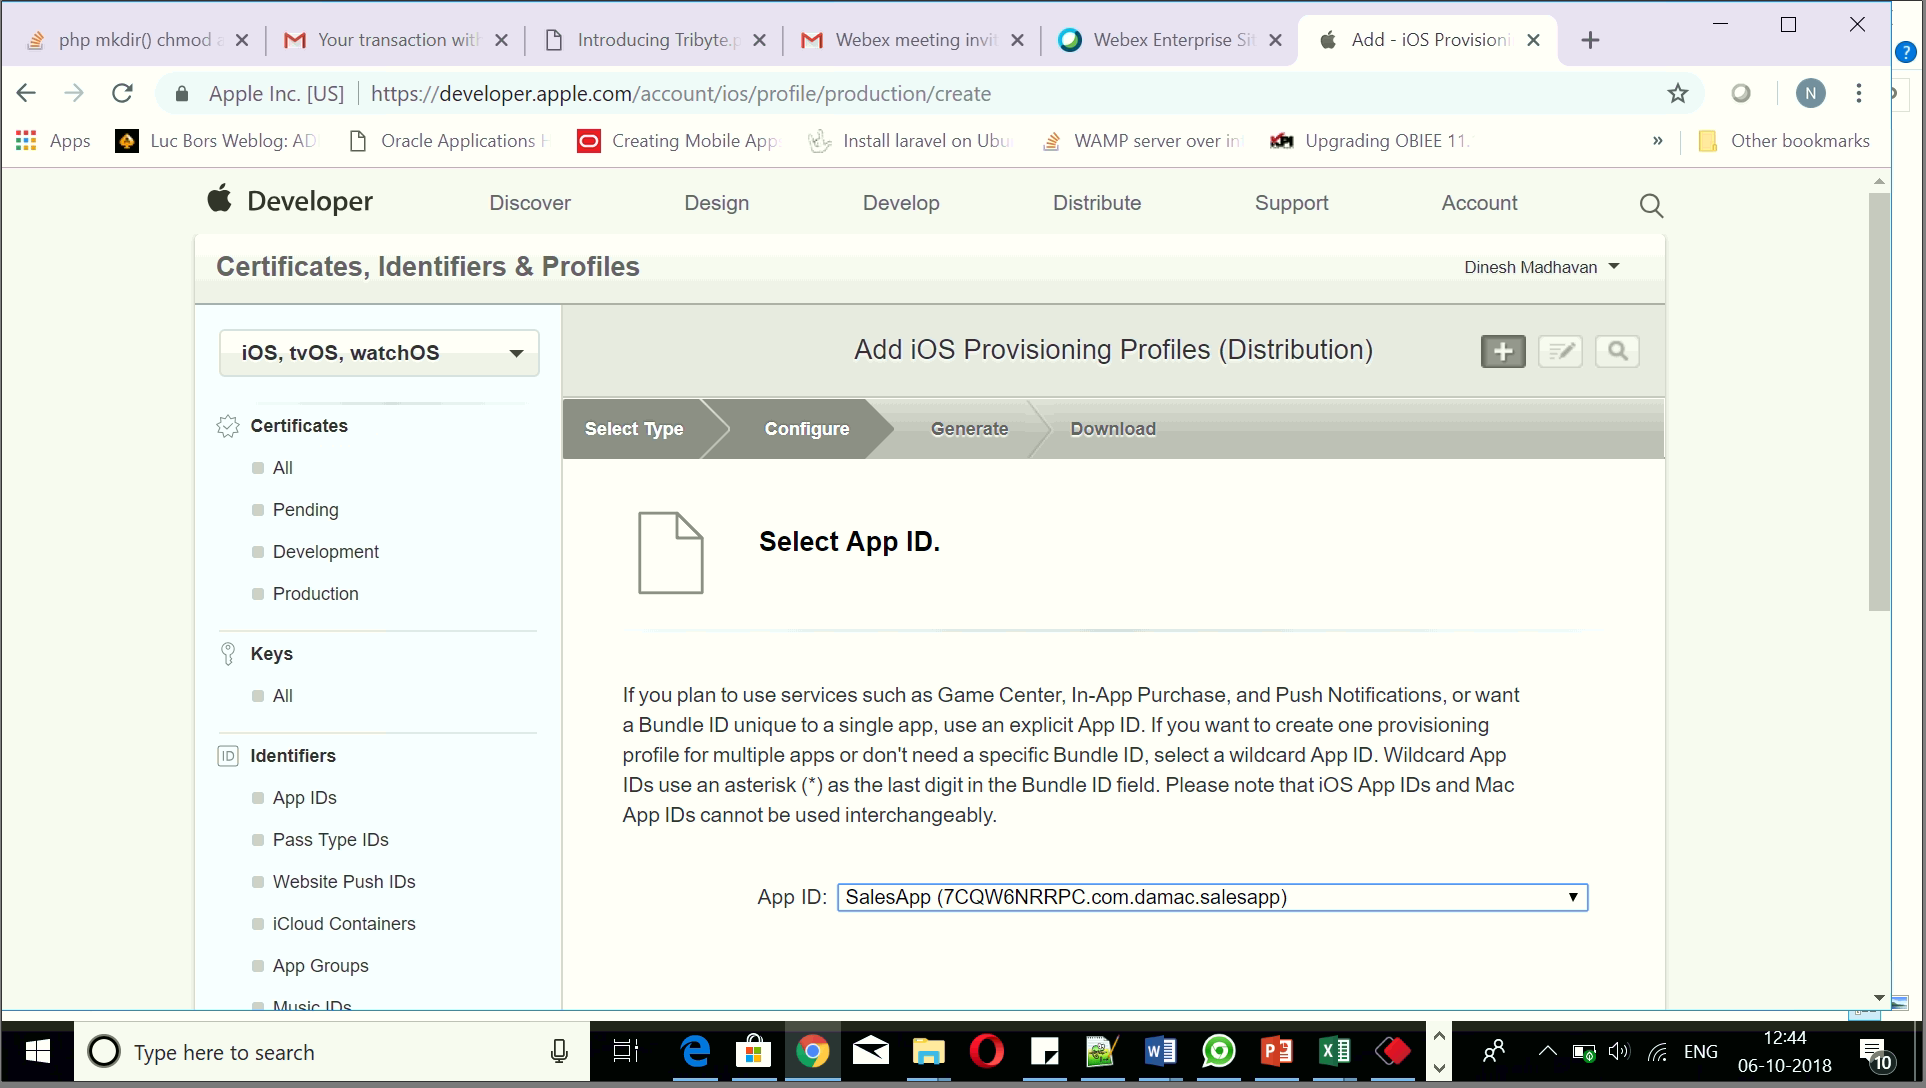 php mkdir() chmod a
Your transaction with
Introducing Tribyte.p
Webex meeting invit
Webex Enterprise Sit
Add - iOS Provisioni
?
Apple Inc. [US]
https://developer.apple.com/account/ios/profile/production/create
N
Apps
Luc Bors Weblog: AD
Oracle Applications H
Creating Mobile App
Install laravel on Ubu
WAMP server over in
KPI
Upgrading OBIEE 11.
»
Other bookmarks
Developer
Discover
Design
Develop
Distribute
Support
Account
Certificates, Identifiers & Profiles
Dinesh Madhavan
iOS, tvOS, watchOS
Add iOS Provisioning Profiles (Distribution)
Select Type
Configure
Generate
Download
Certificates
All
Pending
Development
Production
Keys
All
ID
Identifiers
App IDs
Pass Type IDs
Website Push IDs
iCloud Containers
App Groups
Music IDs
Select App ID.
If you plan to use services such as Game Center, In-App Purchase, and Push Notifications, or want
a Bundle ID unique to a single app, use an explicit App ID. If you want to create one provisioning
profile for multiple apps or don't need a specific Bundle ID, select a wildcard App ID. Wildcard App
IDs use an asterisk (*) as the last digit in the Bundle ID field. Please note that iOS App IDs and Mac
App IDs cannot be used interchangeably.
App ID:
SalesApp (7CQW6NRRPC.com.damac.salesapp)
Type here to search
ENG
12:44
06-10-2018
10